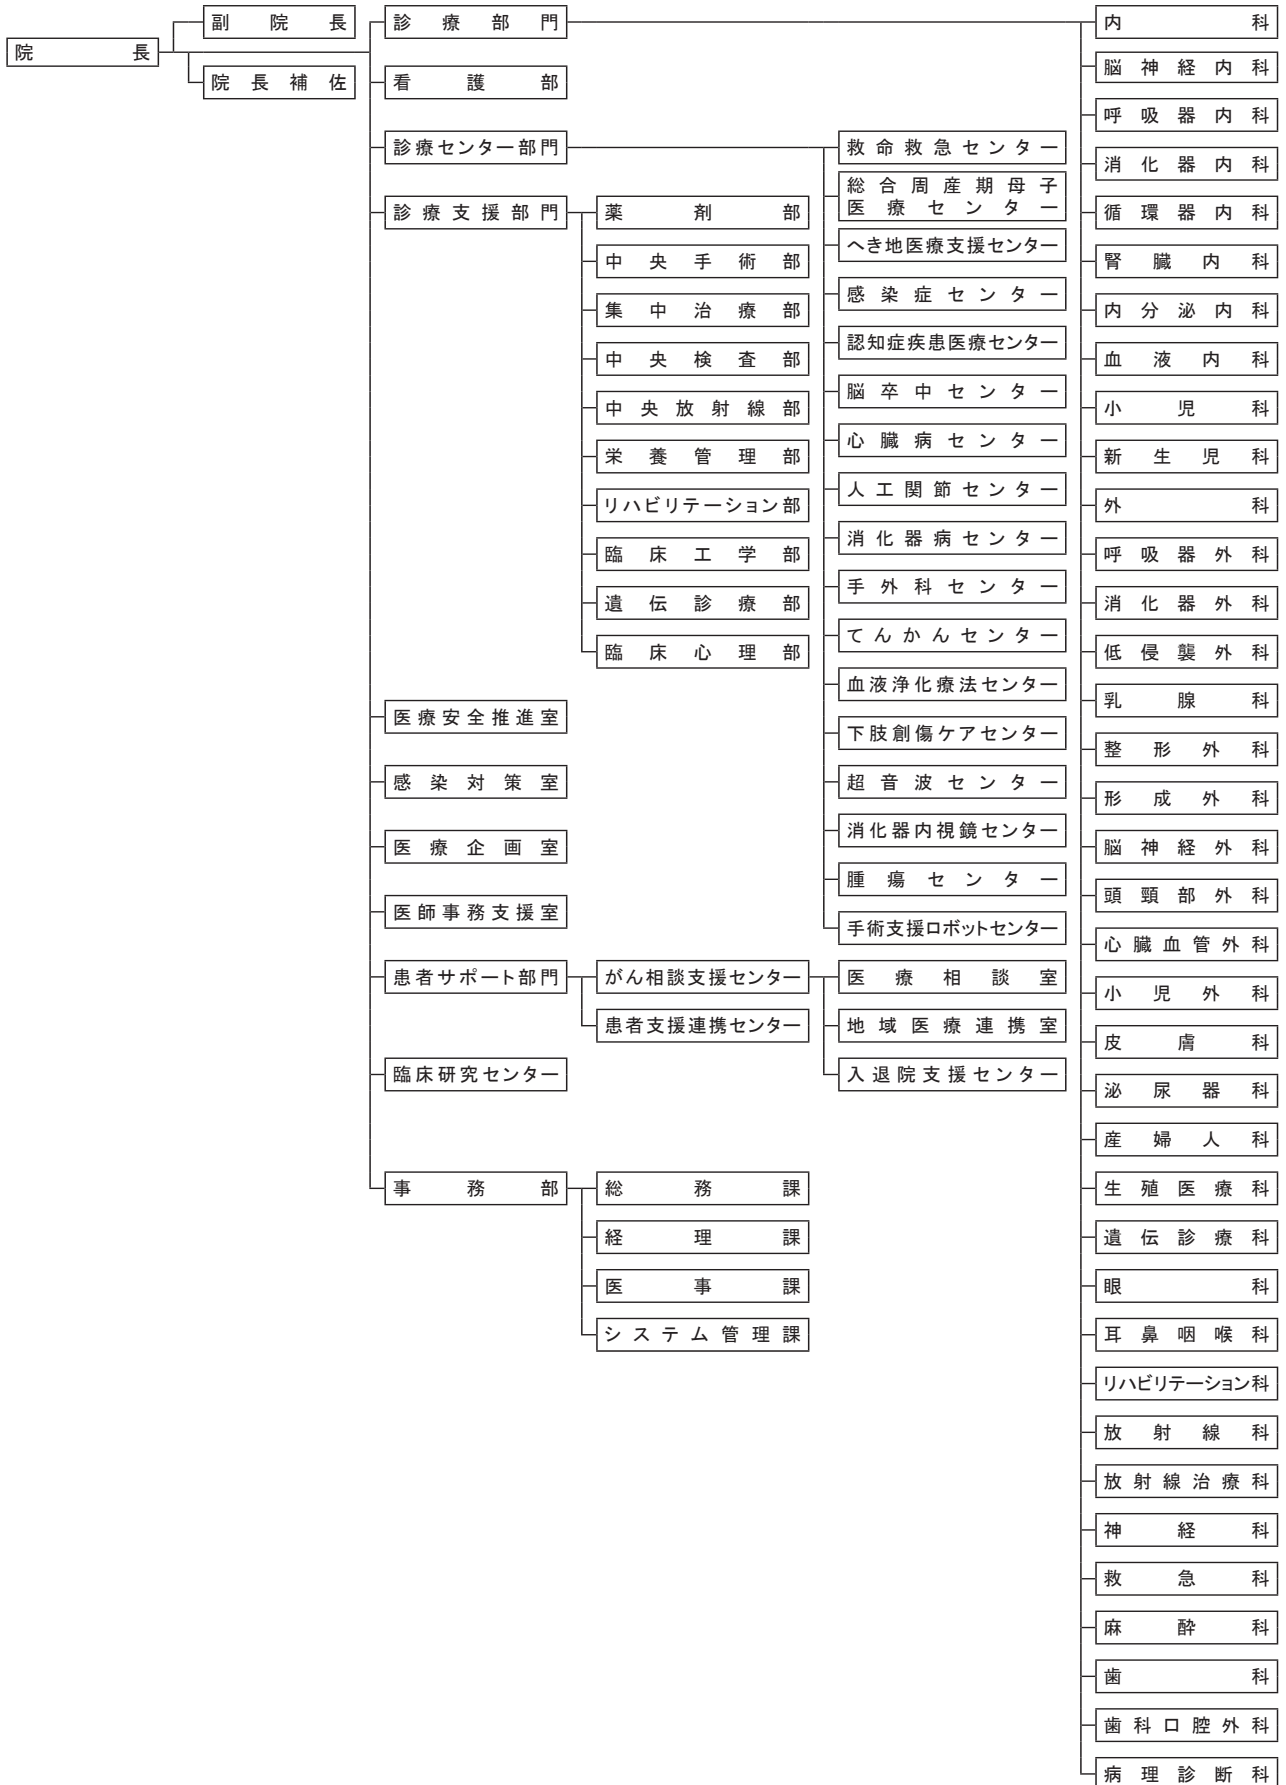 院長
副院長
院長補佐
診療部門
看護部
診療センター部門
診療支援部門
医療安全推進室
感染対策室
医療企画室
医師事務支援室
患者サポート部門
臨床研究センター
事務部
薬剤部
中央手術部
集中治療部
中央検査部
中央放射線部
栄養管理部
リハビリテーション部
臨床工学部
遺伝診療部
臨床心理部
がん相談支援センター
患者支援連携センター
総務課
経理課
医事課
システム管理課
救命救急センター
総合周産期母子
医療センター
へき地医療支援センター
感染症センター
認知症疾患医療センター
脳卒中センター
心臓病センター
人工関節センター
消化器病センター
手外科センター
てんかんセンター
血液浄化療法センター
下肢創傷ケアセンター
超音波センター
消化器内視鏡センター
腫瘍センター
手術支援ロボットセンター
医療相談室
地域医療連携室
入退院支援センター
内科
脳神経内科
呼吸器内科
消化器内科
循環器内科
腎臓内科
内分泌内科
血液内科
小児科
新生児科
外科
呼吸器外科
消化器外科
低侵襲外科
乳腺科
整形外科
形成外科
脳神経外科
頭頸部外科
心臓血管外科
小児外科
皮膚科
泌尿器科
産婦人科
生殖医療科
遺伝診療科
眼科
耳鼻咽喉科
リハビリテーション科
放射線科
放射線治療科
神経科
救急科
麻酔科
歯科
歯科口腔外科
病理診断科